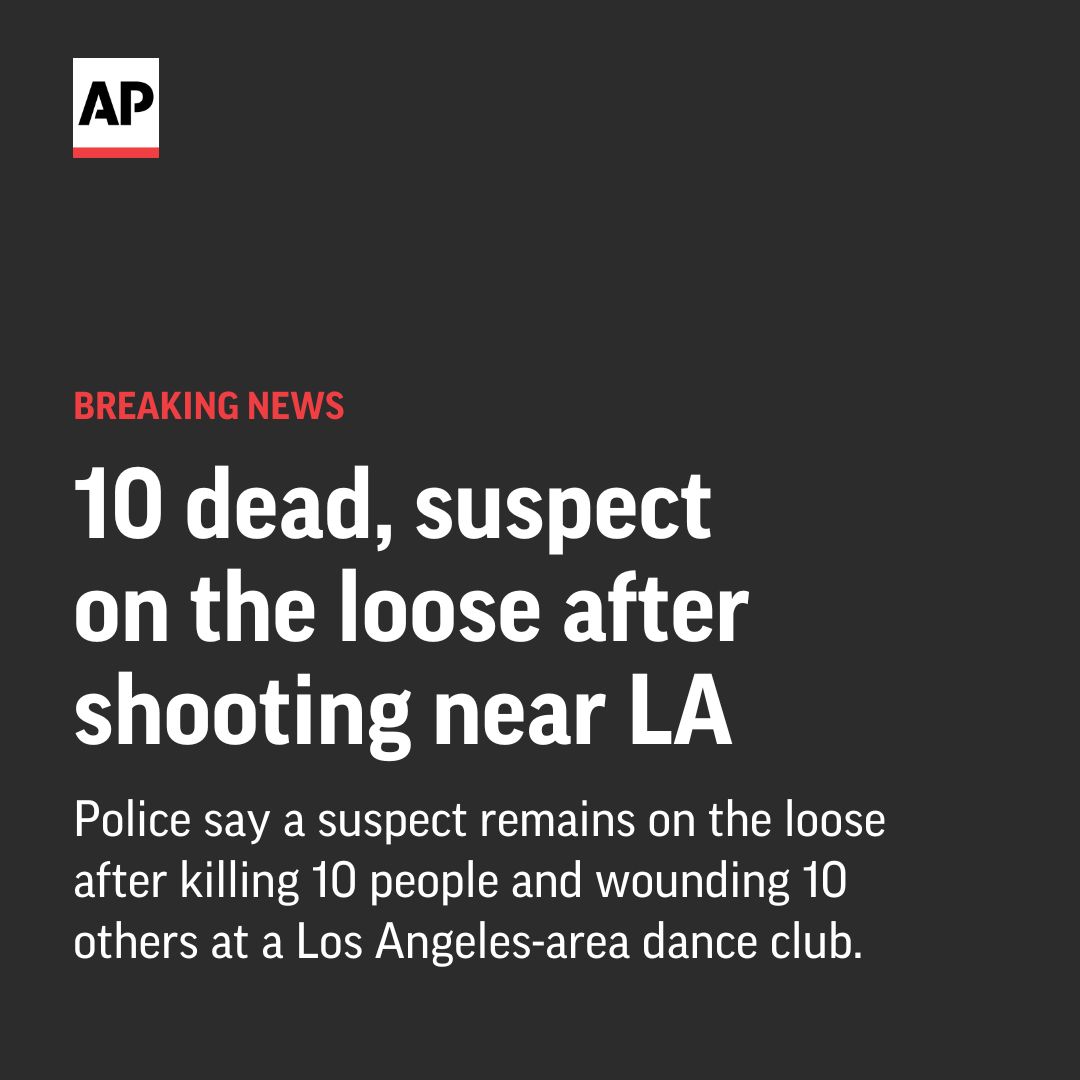 AP
BREAKING NEWS
10 dead, suspect
on the loose after
shooting near LA
Police say a suspect remains on the loose
after killing 10 people and wounding 10
others at a Los Angeles-area dance club.